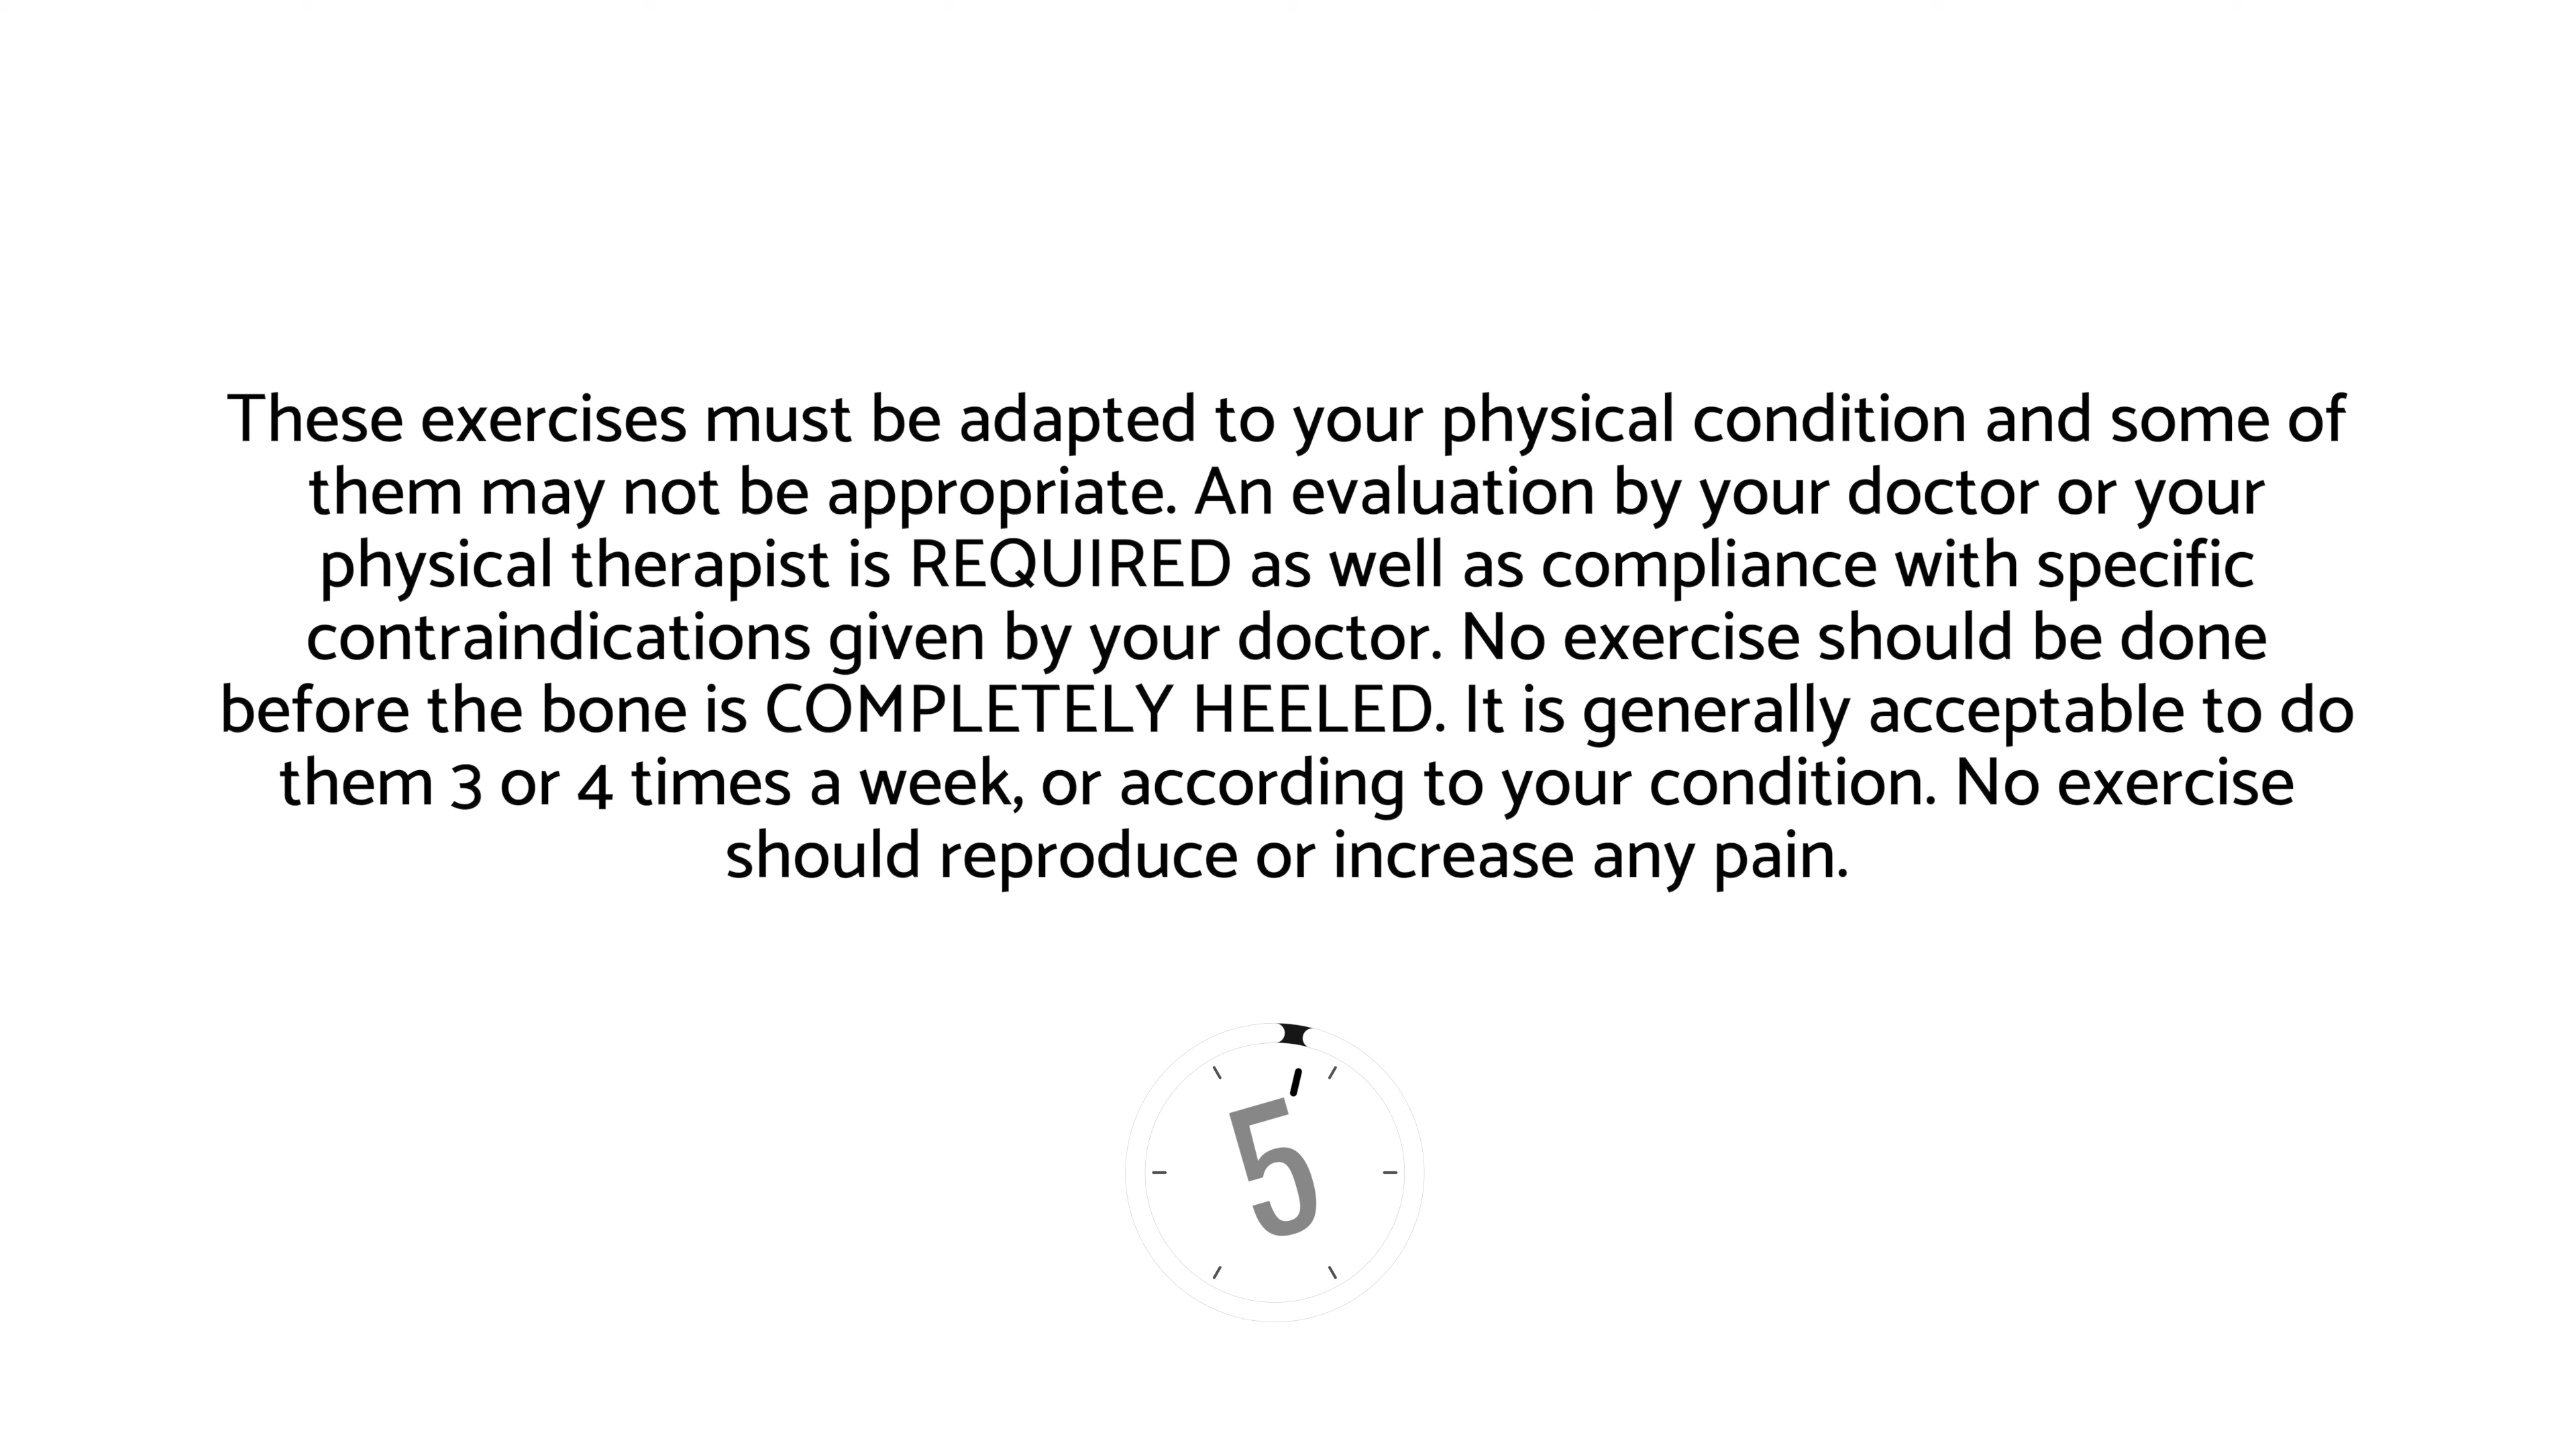 These exercises must be adapted to your physical condition and some of
them may not be appropriate. An evaluation by your doctor or your
physical therapist is REQUIRED as well as compliance with specific
contraindications given by your doctor. No exercise should be done
before the bone is COMPLETELY HEELED. It is generally acceptable to do
them 3 or 4 times a week, or according to your condition. No exercise
should reproduce or increase any pain.
5